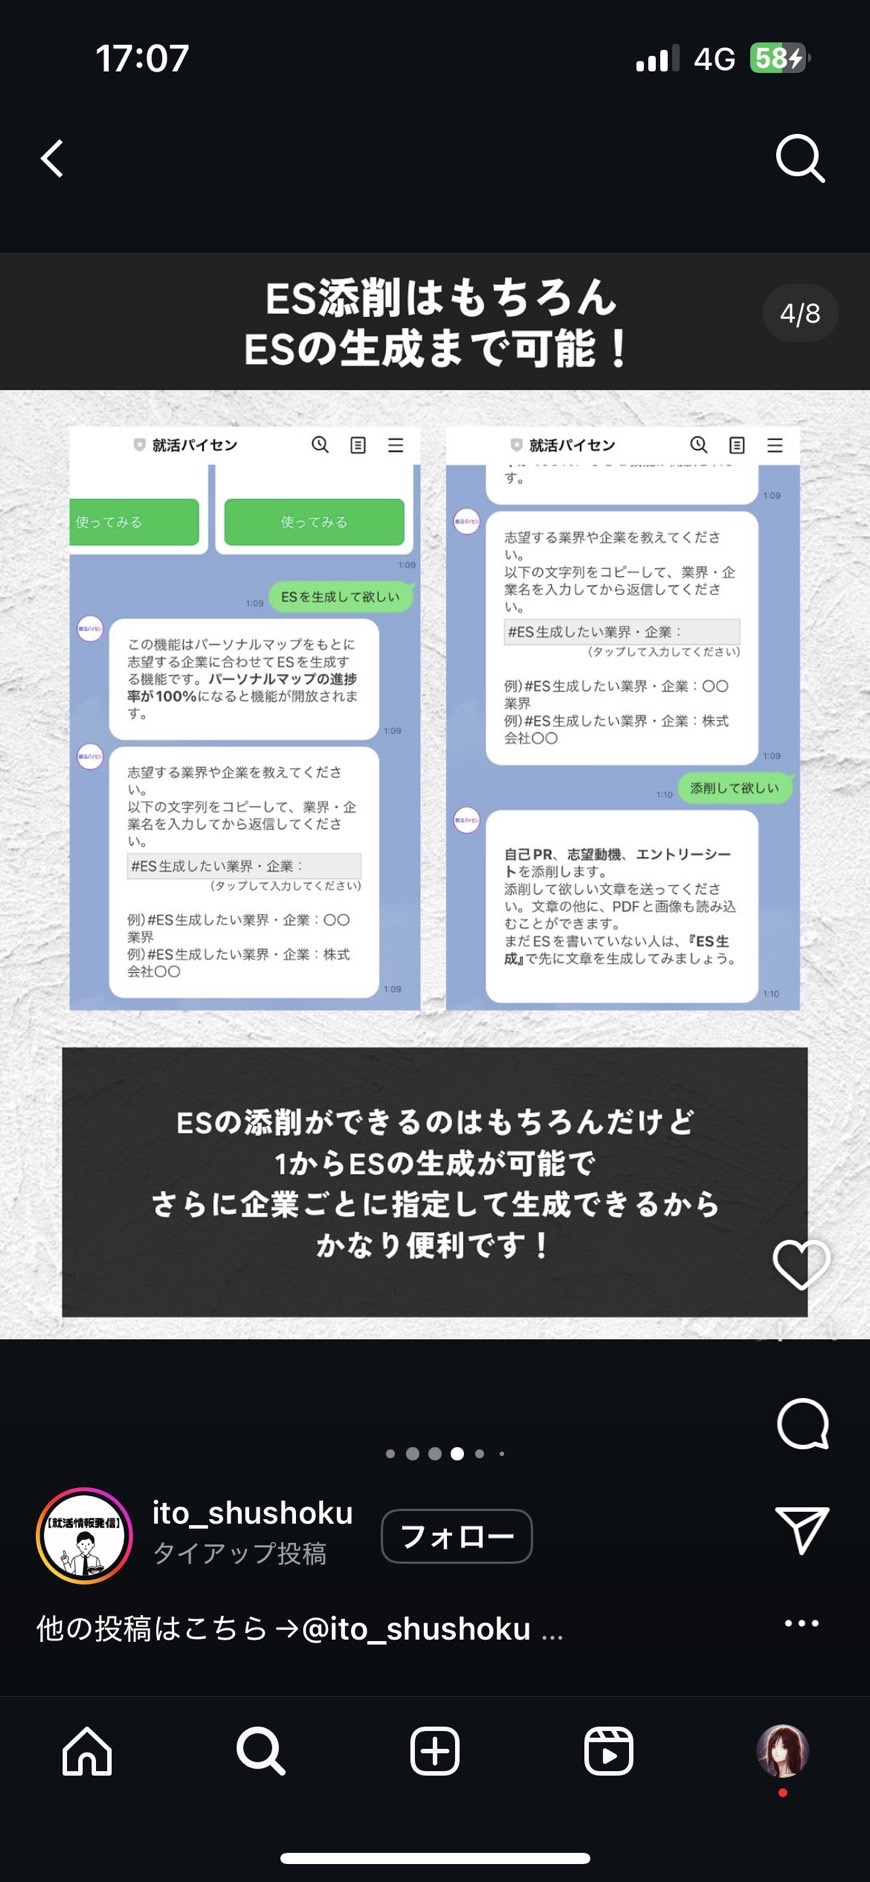 17:07
4G
58
ES添削はもちろん
ESの生成まで可能！
4/8
就活パイセン
使ってみる
使ってみる
1:09
ESを生成して欲しい
1:09
この機能はパーソナルマップをもとに
志望する企業に合わせてESを生成す
る機能です。パーソナルマップの進捗
率が100%になると機能が開放されま
す。
1:09
志望する業界や企業を教えてくださ
い。
以下の文字列をコピーして、業界・企
業名を入力してから返信してくださ
い。
#ES生成したい業界・企業：
（タップして入力してください）
例）#ES生成したい業界・企業：〇〇
業界
例）#ES生成したい業界・企業：株式
会社〇〇
1:09
就活パイセン
す。
1:09
志望する業界や企業を教えてくださ
い。
以下の文字列をコピーして、業界・企
業名を入力してから返信してくださ
い。
#ES生成したい業界・企業：
（タップして入力してください）
例）#ES生成したい業界・企業：〇〇
業界
例）#ES生成したい業界・企業：株式
会社〇〇
1:09
添削して欲しい
1:10
自己PR、志望動機、エントリーシー
トを添削します。
添削して欲しい文章を送ってくださ
い。文章の他に、PDFと画像も読み込
むことができます。
まだESを書いていない人は、『ES生
成』で先に文章を生成してみましょう。
1:10
ESの添削ができるのはもちろんだけど
1からESの生成が可能で
さらに企業ごとに指定して生成できるから
かなり便利です！
【就活情報発信】
ito_shushoku
タイアップ投稿
フォロー
他の投稿はこちら→@ito_shushoku ...